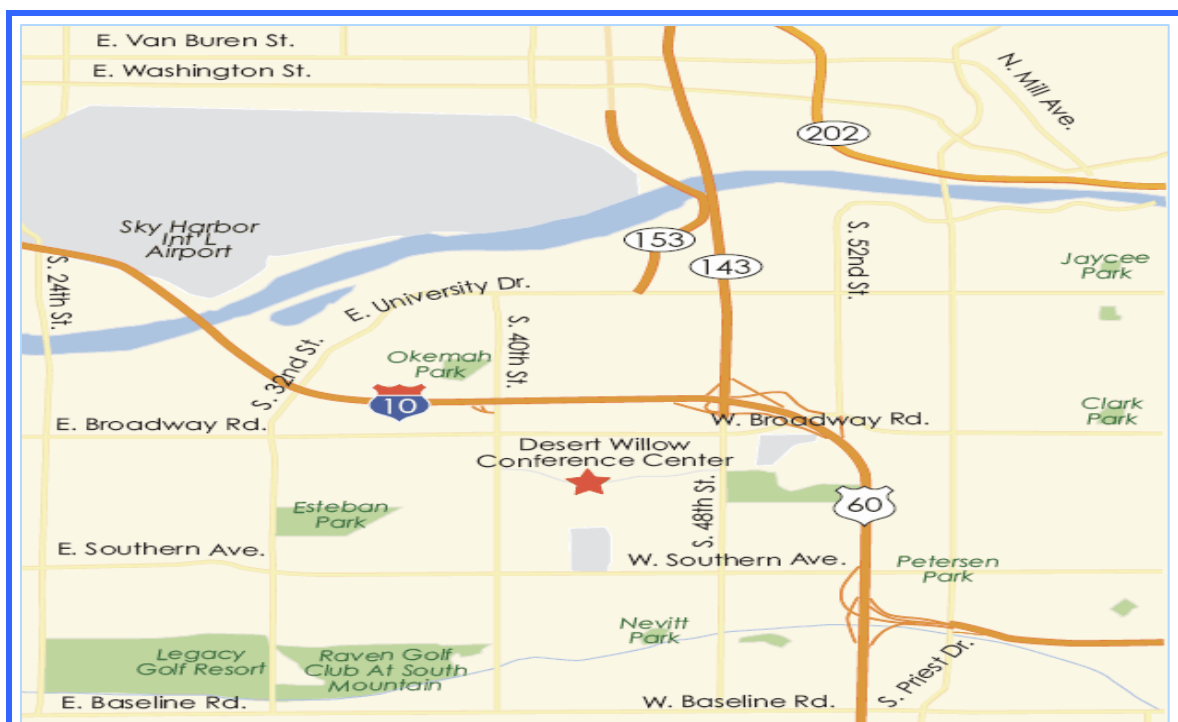 E. Van Buren St.
E. Washington St.
N. Mill Ave.
202
Sky Harbor
Int'L
Airport
153
143
S. 24th St.
S. 52nd St.
Jaycee
Park
E. University Dr.
S. 32nd St.
S. 40th St.
Okemah
Park
10
E. Broadway Rd.
W. Broadway Rd.
Clark
Park
Desert Willow
Conference Center
S. 48th St.
60
Esteban
Park
E. Southern Ave.
W. Southern Ave.
Petersen
Park
Nevitt
Park
Legacy
Golf Resort
Raven Golf
Club At South
Mountain
S. Priest Dr.
E. Baseline Rd.
W. Baseline Rd.